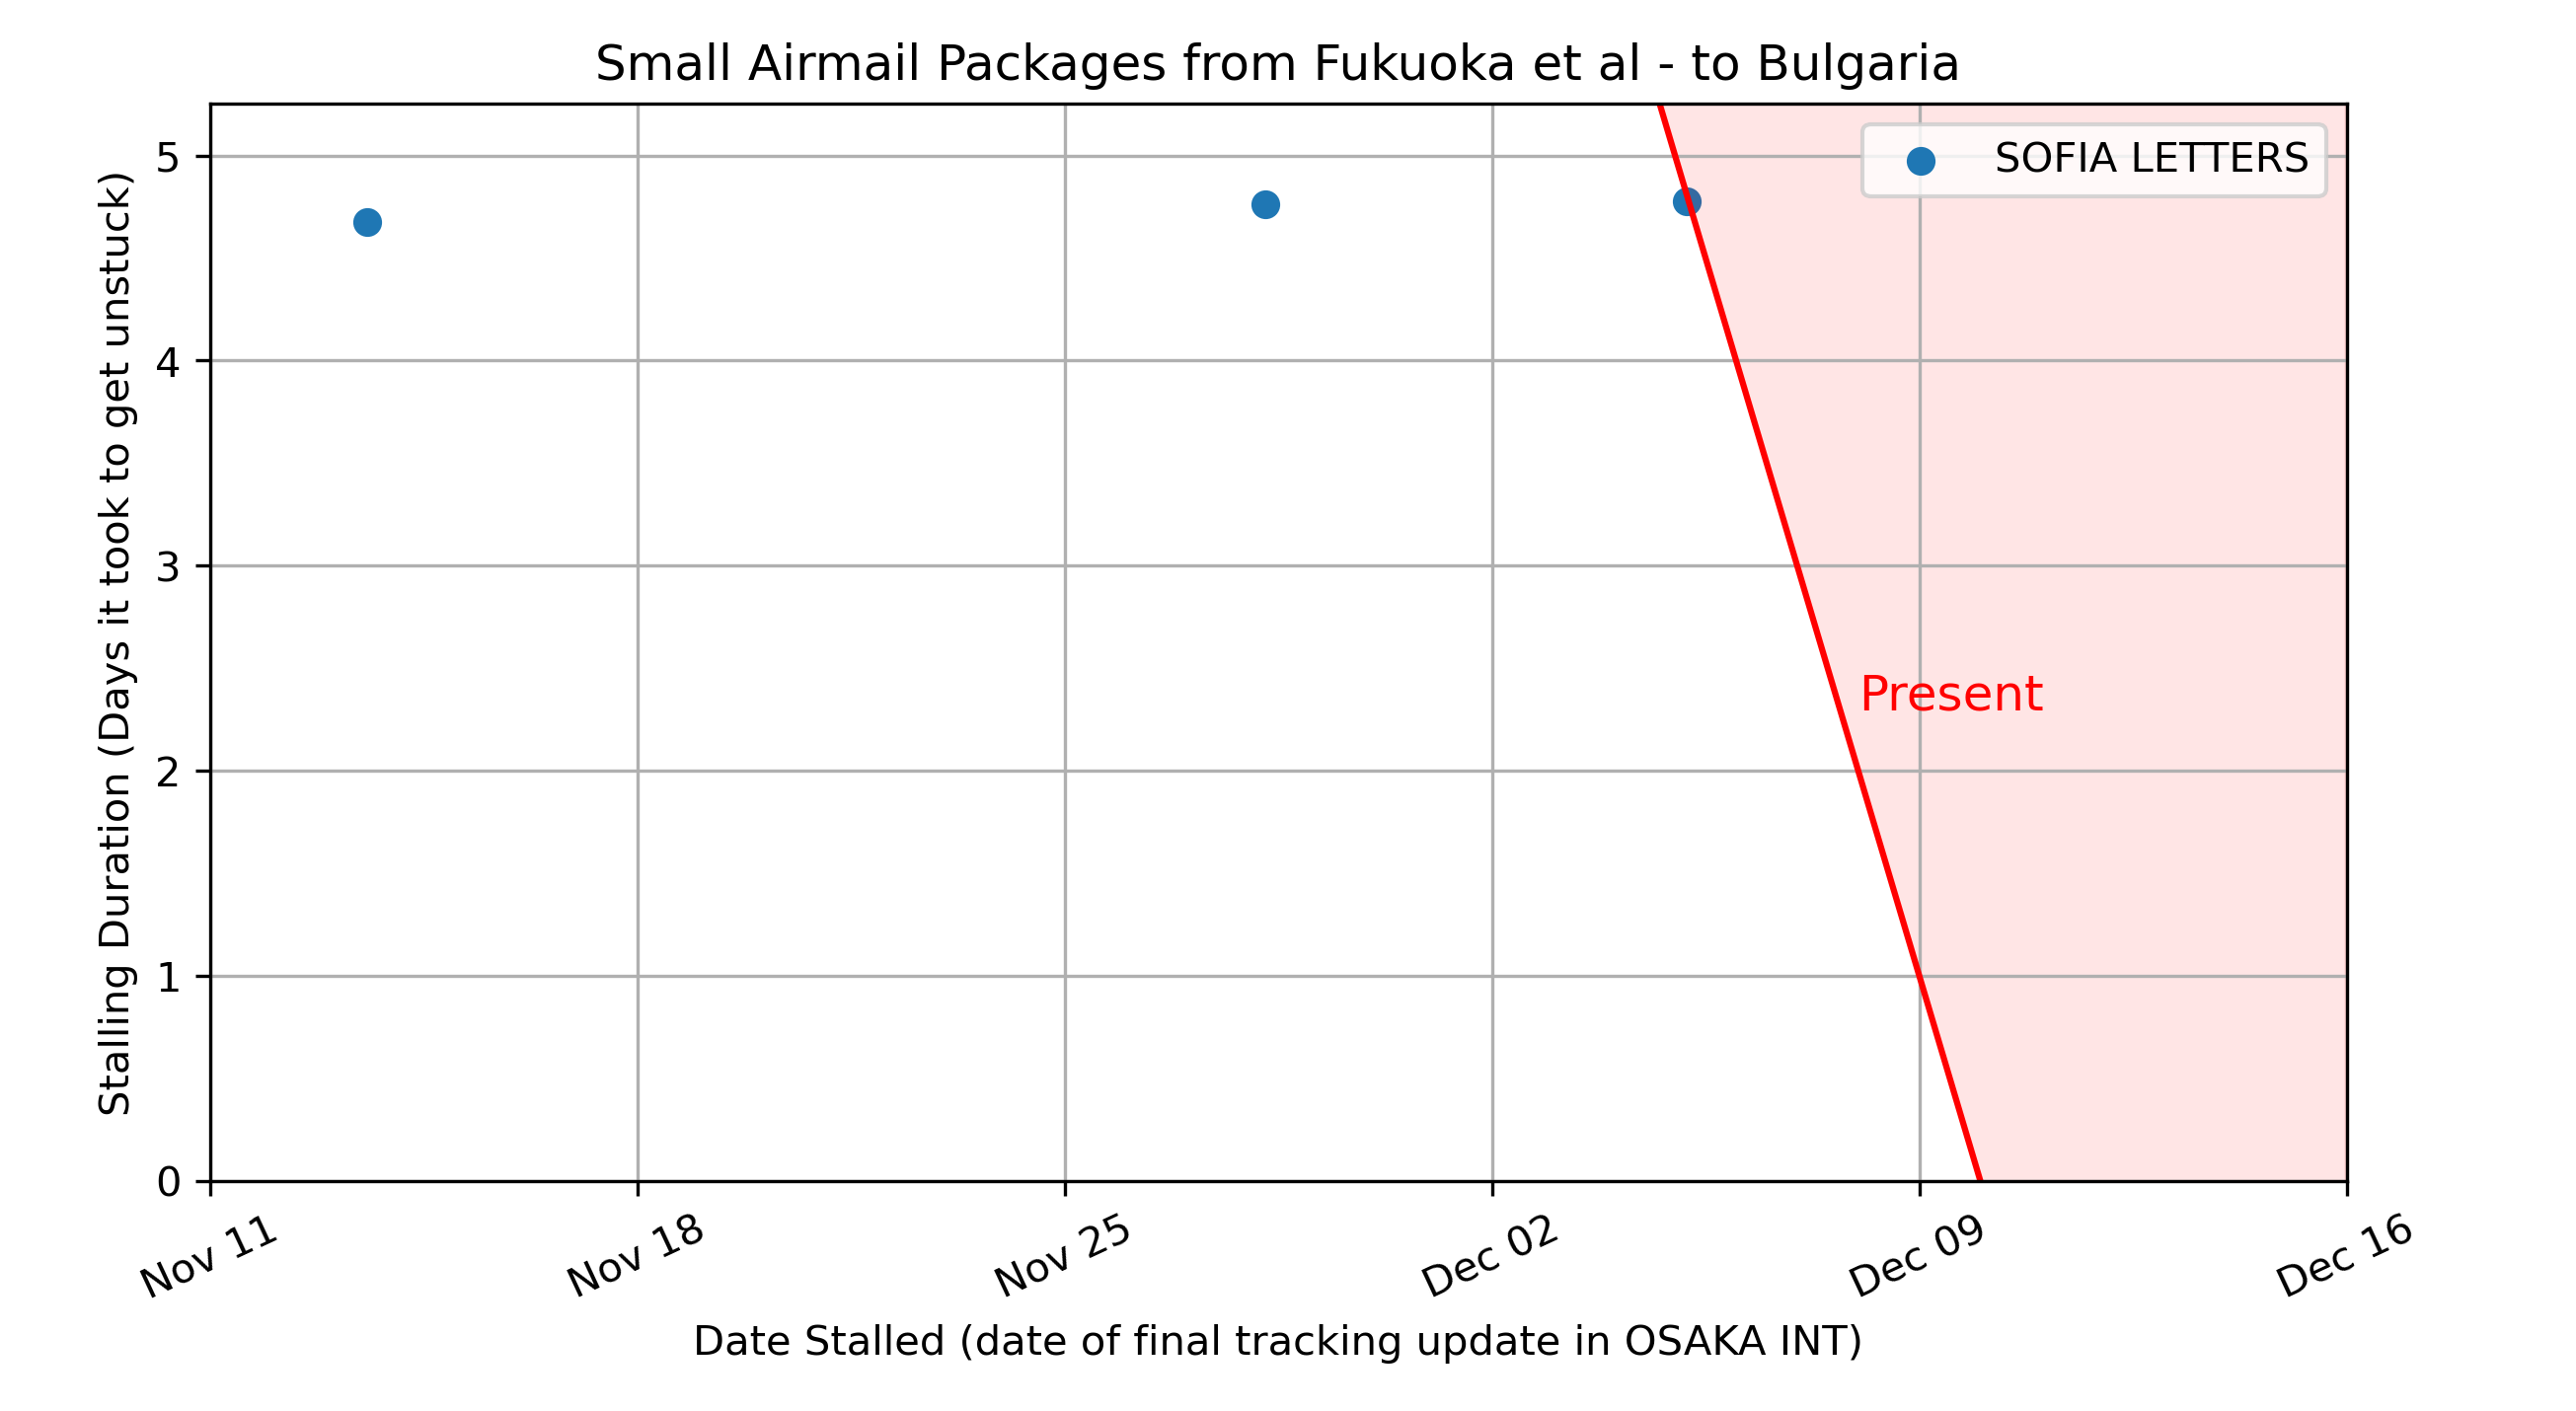 Small Airmail Packages from Fukuoka et al - to Bulgaria
SOFIA LETTERS
Stalling Duration (Days it took to get unstuck)
5
4
3
2
1
0
Present
Nov 11
Nov 18
Nov 25
Dec 02
Dec 09
Dec 16
Date Stalled (date of final tracking update in OSAKA INT)